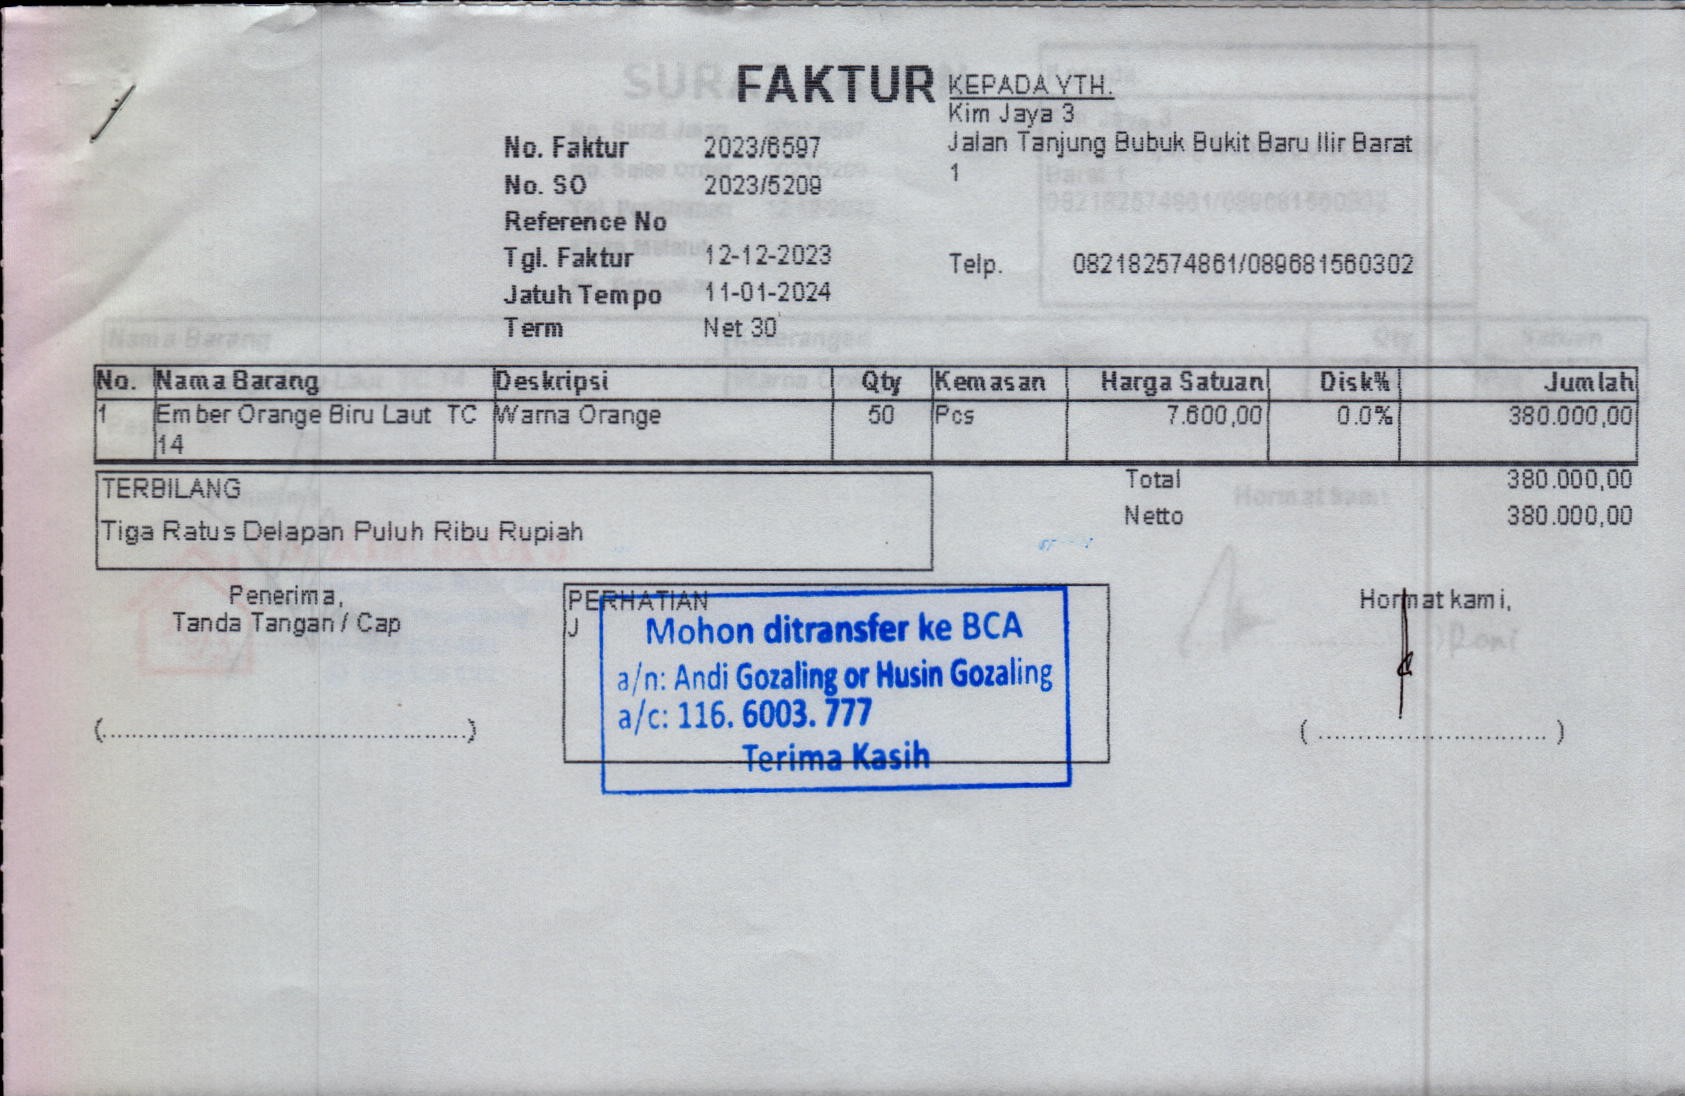 FAKTUR
KEPADA YTH.
Kim Jaya 3
Jalan Tanjung Bubuk Bukit Baru Ilir Barat
1
Telp. 082182574861/089681560302
No. Faktur 2023/6597
No. SO 2023/5209
Reference No
Tgl. Faktur 12-12-2023
Jatuh Tempo 11-01-2024
Term Net 30
No. Nama Barang Deskripsi Qty Kemasan Harga Satuan Disk% Jumlah
1 Ember Orange Biru Laut TC Warna Orange 50 Pcs 7.600,00 0.0% 380.000,00
14
Total 380.000,00
Netto 380.000,00
TERBILANG
Tiga Ratus Delapan Puluh Ribu Rupiah
Penerima,
Tanda Tangan / Cap
(..............................................)
PERHATIAN
J
Mohon ditransfer ke BCA
a/n: Andi Gozaling or Husin Gozaling
a/c: 116. 6003. 777
Terima Kasih
Hormat kami,
( ............................. )
Roni